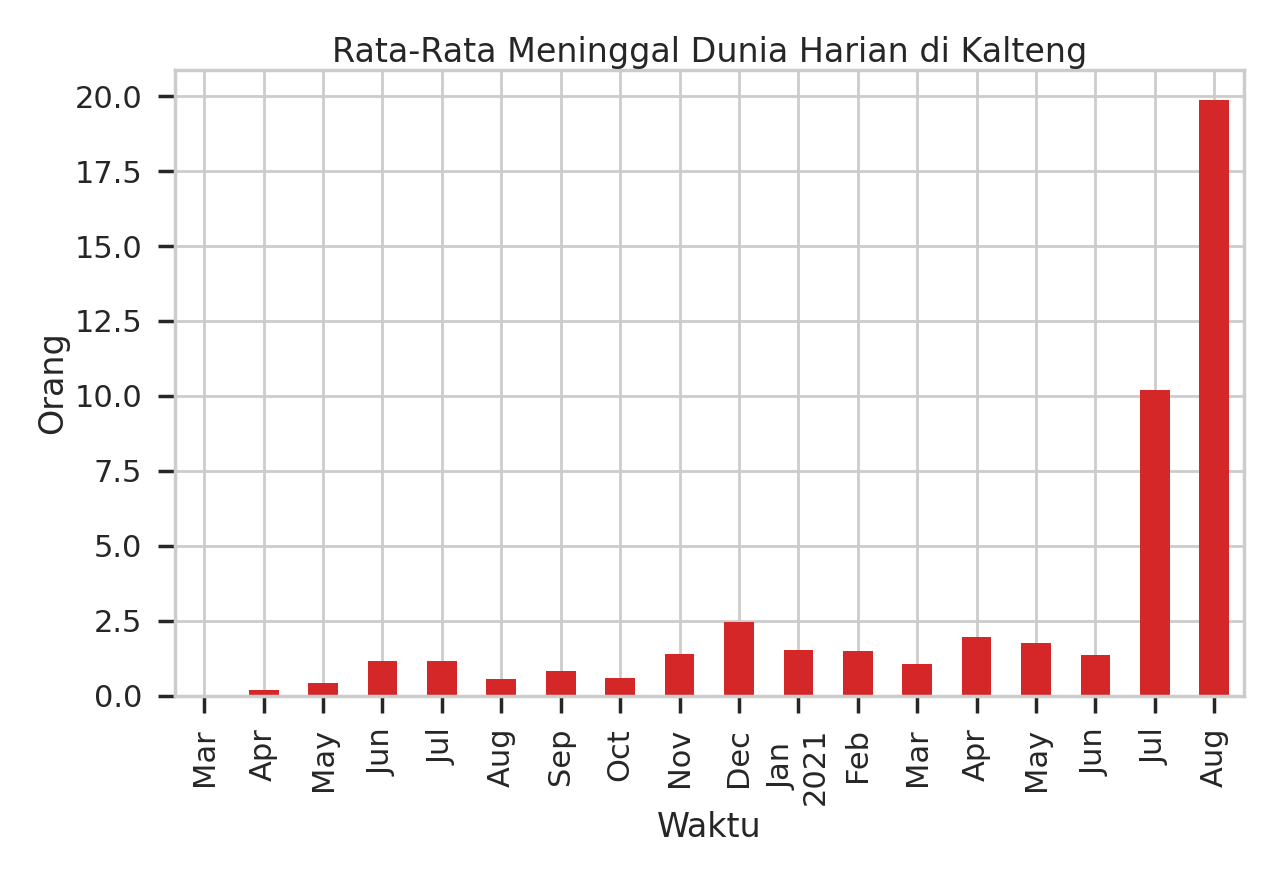 Rata-Rata Meninggal Dunia Harian di Kalteng
20.0
17.5
15.0
12.5
10.0
7.5
5.0
2.5
0.0
Orang
Mar
Apr
May
Jun
Jul
Aug
Sep
Oct
Nov
Dec
Jan
2021
Feb
Mar
Apr
May
Jun
Jul
Aug
Waktu